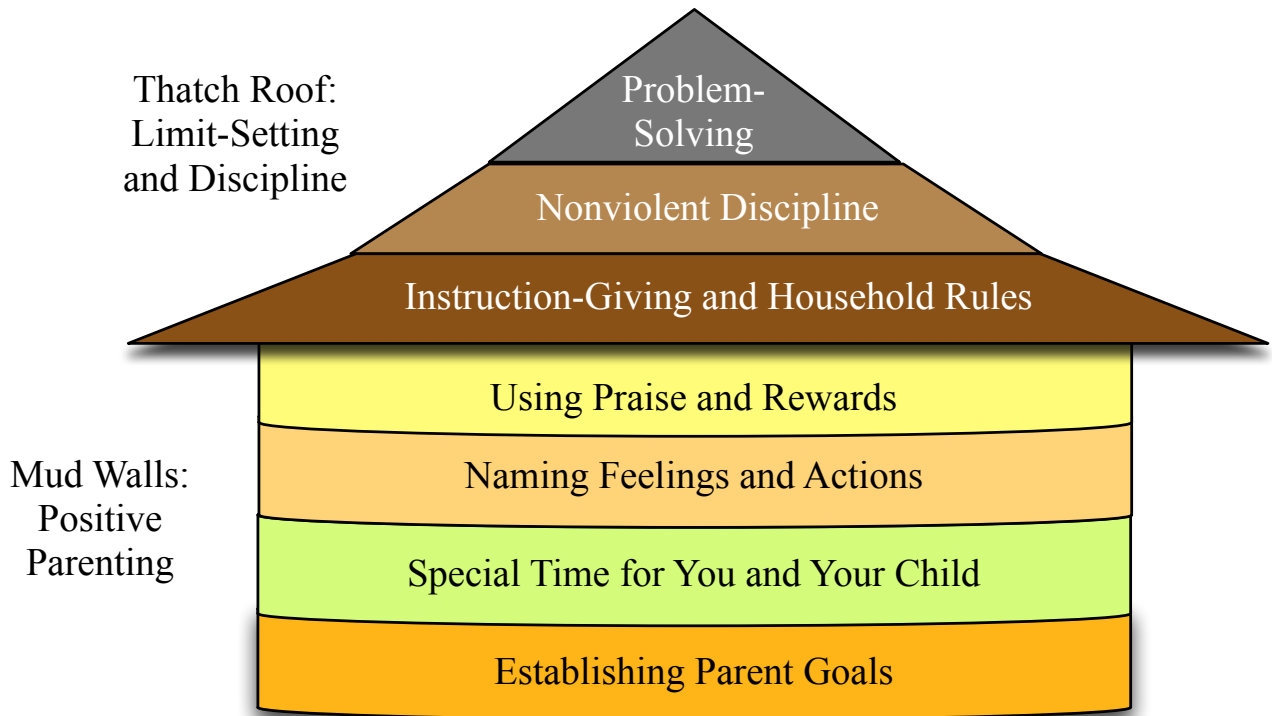 Thatch Roof:
Limit-Setting
and Discipline
Problem-
Solving
Nonviolent Discipline
Instruction-Giving and Household Rules
Using Praise and Rewards
Mud Walls:
Positive
Parenting
Naming Feelings and Actions
Special Time for You and Your Child
Establishing Parent Goals